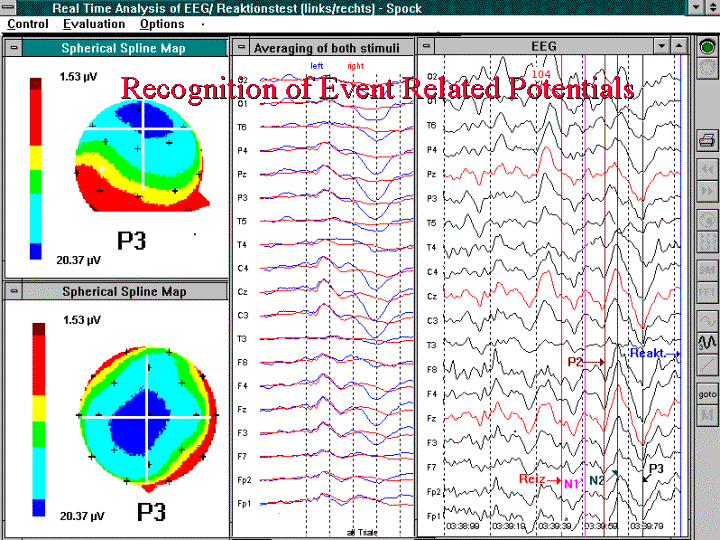 Real Time Analysis of EEG/ Reaktionstest (links/rechts) - Spock
Control Evaluation Options
Spherical Spline Map
Averaging of both stimuli
EEG
Recognition of Event Related Potentials
1.53 µV
P3
20.37 µV
Spherical Spline Map
1.53 µV
20.37 µV
P3
left right
O2
O1
T6
P4
Pz
P3
T5
T4
C4
Cz
C3
T3
F8
F4
Fz
F3
F7
Fp2
Fp1
all Triale
104
O2
O1
T6
P4
Pz
P3
T5
T4
C4
Cz
C3
T3
F8
F4
Fz
F3
F7
Fp2
Fp1
Reakt.
P2
Reiz
N1
N2
P3
03:38:99 03:39:19 03:39:39 03:39:59 03:39:79
goto
M